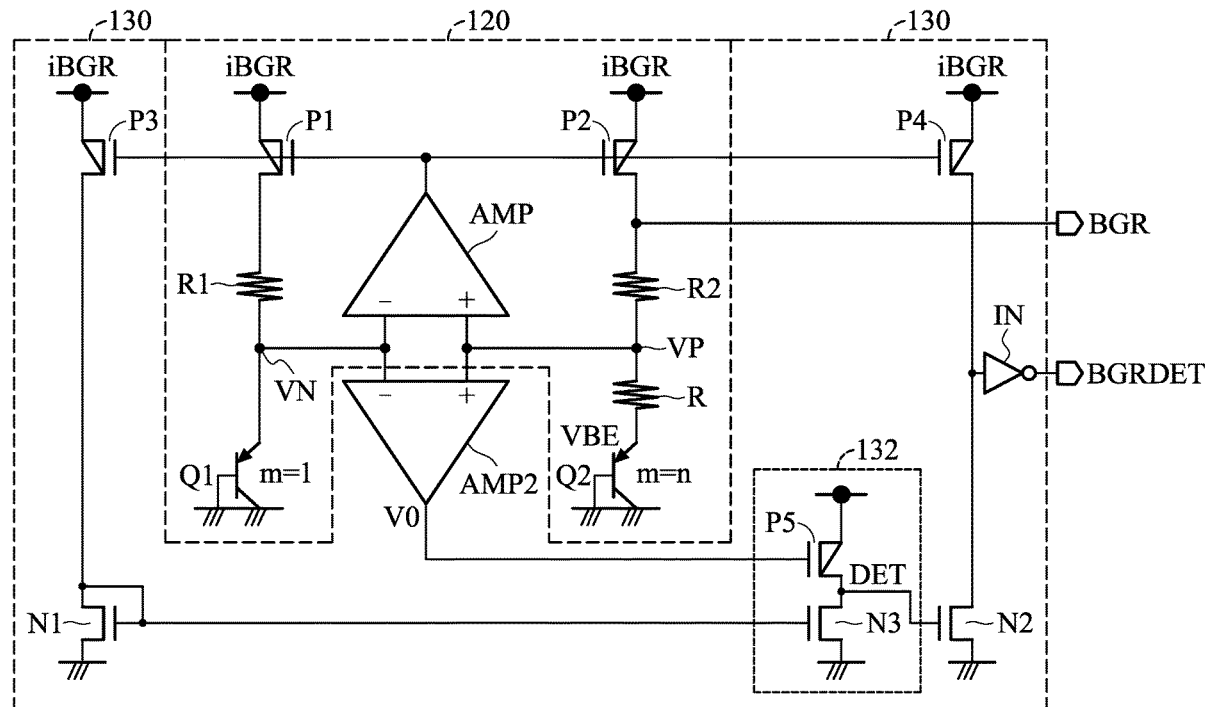 130 120 130
iBGR iBGR iBGR iBGR
P3 P1 P2 P4
AMP
BGR
R1 R2
IN
− +
VN VP
BGRDET
− +
R
VBE
132
Q1 m=1 AMP2 Q2 m=n
V0 P5
DET
N1 N3 N2